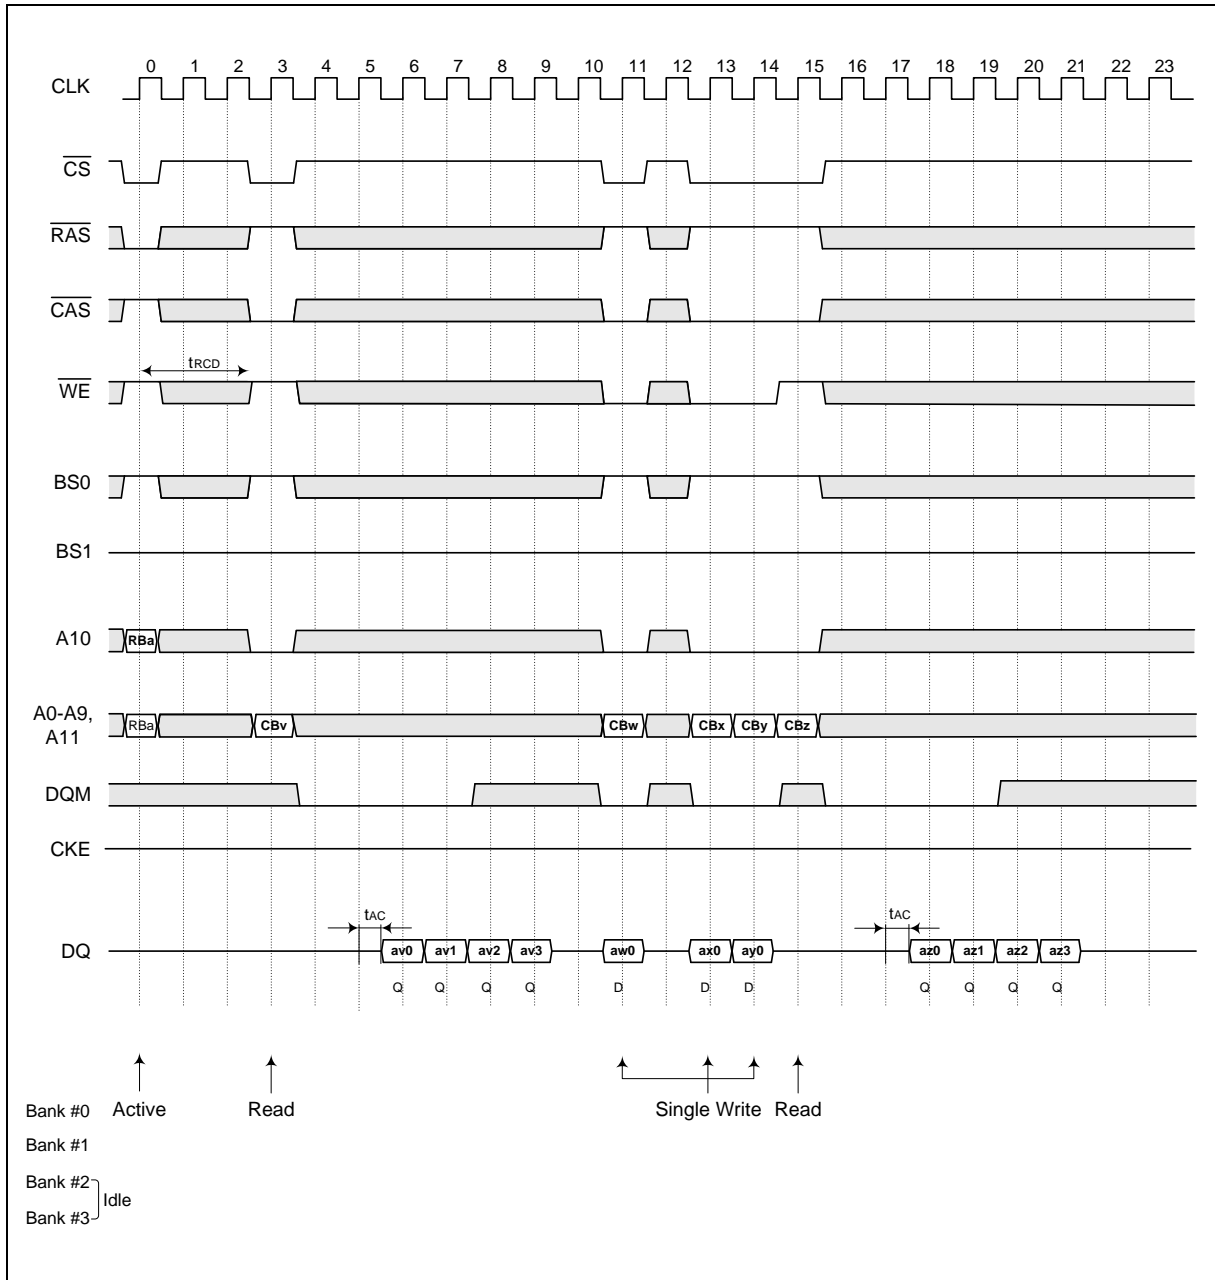 0 1 2 3 4 5 6 7 8 9 10 11 12 13 14 15 16 17 18 19 20 21 22 23
CLK
CS
RAS
CAS
tRCD
WE
BS0
BS1
A10 RBa
A0-A9,
A11
RBa CBv CBw CBx CBy CBz
DQM
CKE
tAC tAC
DQ av0 av1 av2 av3 aw0 ax0 ay0 az0 az1 az2 az3
Q Q Q Q D D D Q Q Q Q
Bank #0 Active Read Single Write Read
Bank #1
Bank #2
Idle
Bank #3